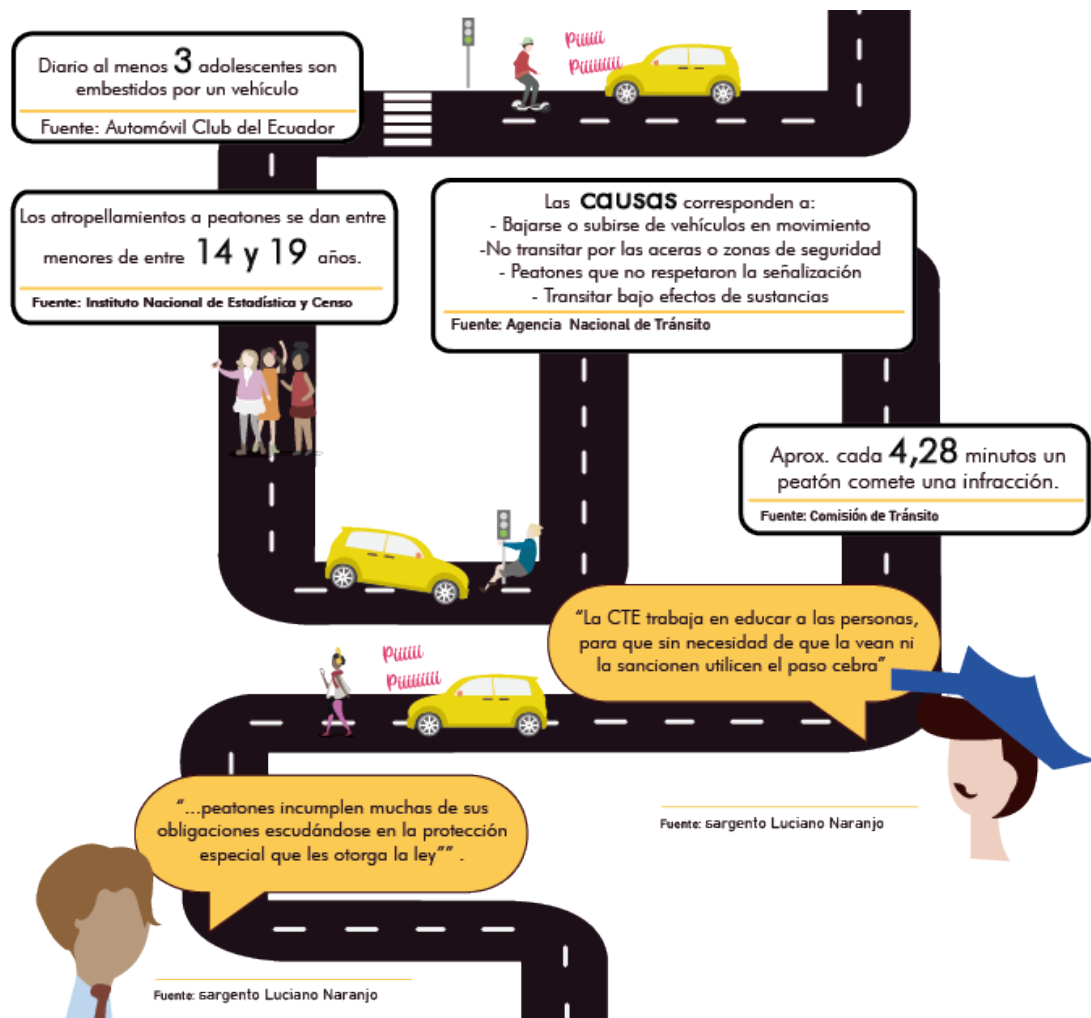 Piiiiii
Piiiiiiiii
Diario al menos 3 adolescentes son
embestidos por un vehículo
Fuente: Automóvil Club del Ecuador
Los atropellamientos a peatones se dan entre
menores de entre 14 y 19 años.
Fuente: Instituto Nacional de Estadística y Censo
Las causas corresponden a:
- Bajarse o subirse de vehículos en movimiento
-No transitar por las aceras o zonas de seguridad
- Peatones que no respetaron la señalización
- Transitar bajo efectos de sustancias
Fuente: Agencia Nacional de Tránsito
Aprox. cada 4,28 minutos un
peatón comete una infracción.
Fuente: Comisión de Tránsito
“La CTE trabaja en educar a las personas,
para que sin necesidad de que la vean ni
la sancionen utilicen el paso cebra”
Fuente: sargento Luciano Naranjo
Piiiiii
Piiiiiiiii
“...peatones incumplen muchas de sus
obligaciones escudándose en la protección
especial que les otorga la ley”” .
Fuente: sargento Luciano Naranjo